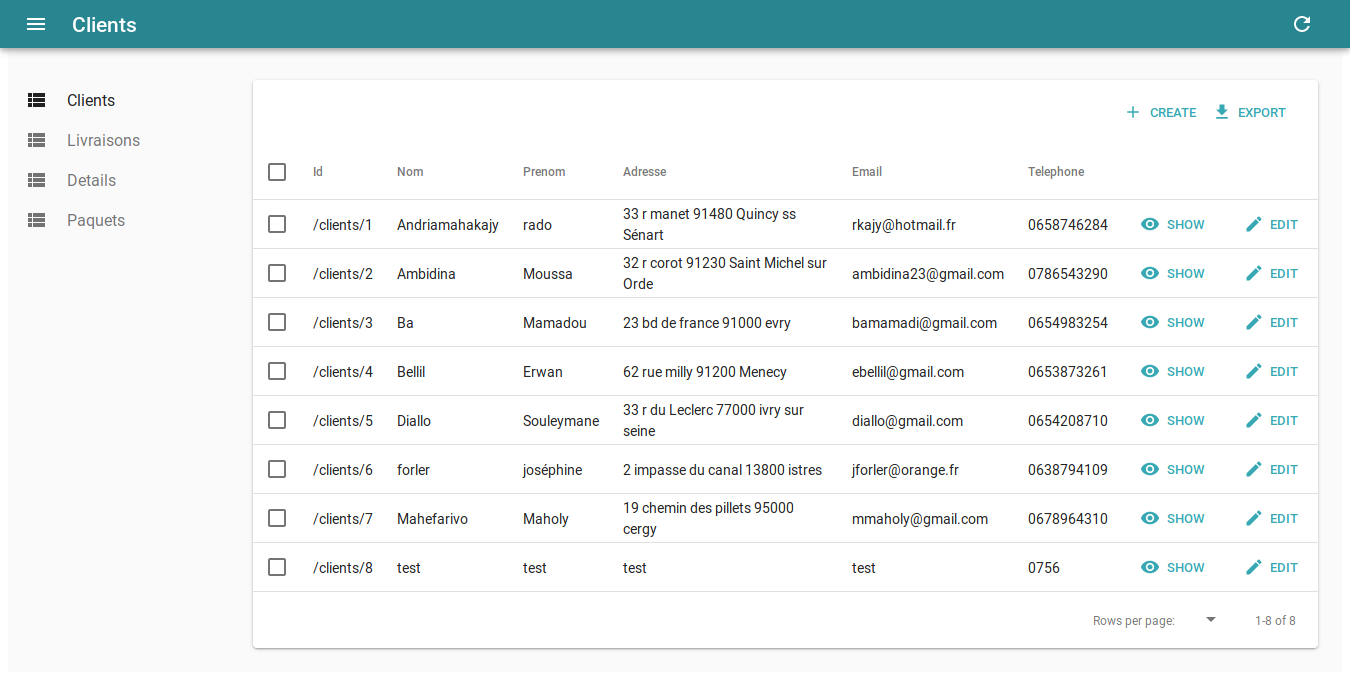 Clients
Clients
Livraisons
Details
Paquets
CREATE EXPORT
Id Nom Prenom Adresse Email Telephone
/clients/1 Andriamahakajy rado 33 r manet 91480 Quincy ss Sénart rkajy@hotmail.fr 0658746284 SHOW EDIT
/clients/2 Ambidina Moussa 32 r corot 91230 Saint Michel sur Orde ambidina23@gmail.com 0786543290 SHOW EDIT
/clients/3 Ba Mamadou 23 bd de france 91000 evry bamamadi@gmail.com 0654983254 SHOW EDIT
/clients/4 Bellil Erwan 62 rue milly 91200 Menecy ebellil@gmail.com 0653873261 SHOW EDIT
/clients/5 Diallo Souleymane 33 r du Leclerc 77000 ivry sur seine diallo@gmail.com 0654208710 SHOW EDIT
/clients/6 forler joséphine 2 impasse du canal 13800 istres jforler@orange.fr 0638794109 SHOW EDIT
/clients/7 Mahefarivo Maholy 19 chemin des pillets 95000 cergy mmaholy@gmail.com 0678964310 SHOW EDIT
/clients/8 test test test test 0756 SHOW EDIT
Rows per page: 1-8 of 8